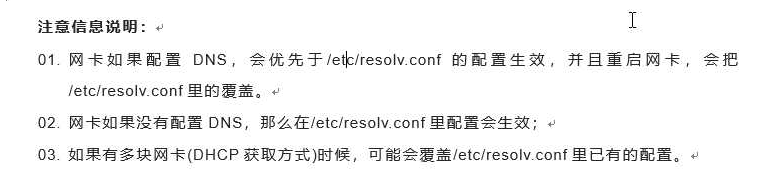 注意信息说明：
01. 网卡如果配置 DNS，会优先于/etc/resolv.conf 的配置生效，并且重启网卡，会把
/etc/resolv.conf 里的覆盖。
02. 网卡如果没有配置 DNS，那么在/etc/resolv.conf 里配置会生效；
03. 如果有多块网卡(DHCP 获取方式)时候，可能会覆盖/etc/resolv.conf 里已有的配置。